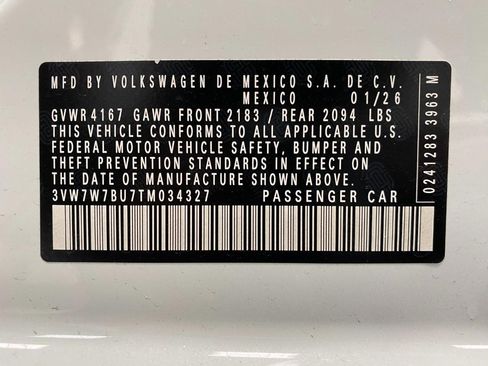 MFD BY VOLKSWAGEN DE MEXICO S.A. DE C.V.
MEXICO 01/26
GVWR 4167 GAWR FRONT 2183 / REAR 2094 LBS
THIS VEHICLE CONFORMS TO ALL APPLICABLE U.S.
FEDERAL MOTOR VEHICLE SAFETY, BUMPER AND
THEFT PREVENTION STANDARDS IN EFFECT ON
THE DATE OF MANUFACTURE SHOWN ABOVE.
3VW7W7BU7TM034327 PASSENGER CAR
0241283 3963 M